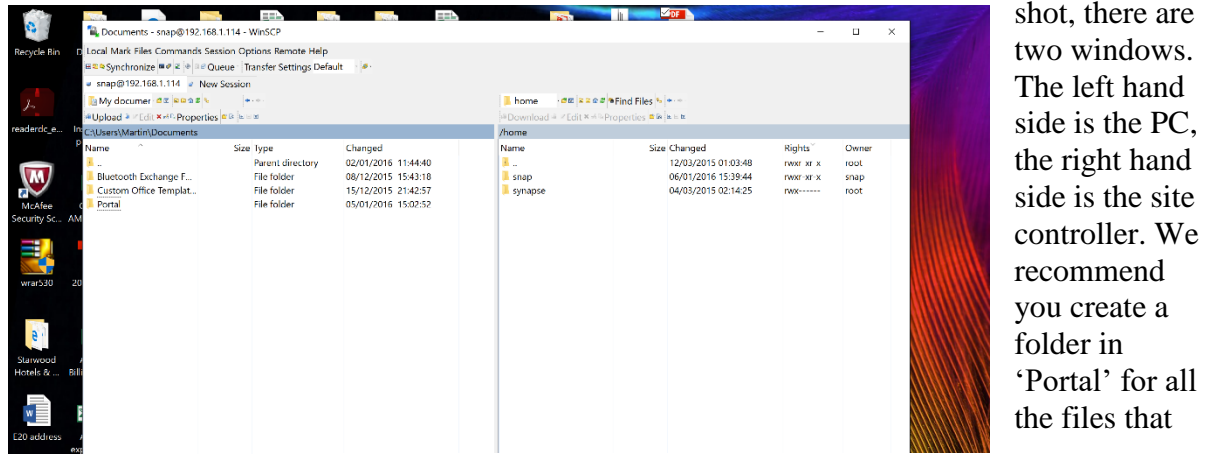 Recycle Bin
readerdc_e...
McAfee
Security Sc...
wrar530
Starwood
Hotels & ...
E20 address
Documents - snap@192.168.1.114 - WinSCP
Local Mark Files Commands Session Options Remote Help
Synchronize Queue Transfer Settings Default
snap@192.168.1.114 New Session
My documer
Upload Edit Properties
C:\Users\Martin\Documents
Name Size Type Changed
.. Parent directory 02/01/2016 11:44:40
Bluetooth Exchange F... File folder 08/12/2015 15:43:18
Custom Office Templat... File folder 15/12/2015 21:42:57
Portal File folder 05/01/2016 15:02:52
home Find Files
Download Edit Properties
/home
Name Size Changed Rights Owner
.. 12/03/2015 01:03:48 rwxr xr x root
snap 06/01/2016 15:39:44 rwxr-xr-x snap
synapse 04/03/2015 02:14:25 rwx------ root
shot, there are
two windows.
The left hand
side is the PC,
the right hand
side is the site
controller. We
recommend
you create a
folder in
‘Portal’ for all
the files that